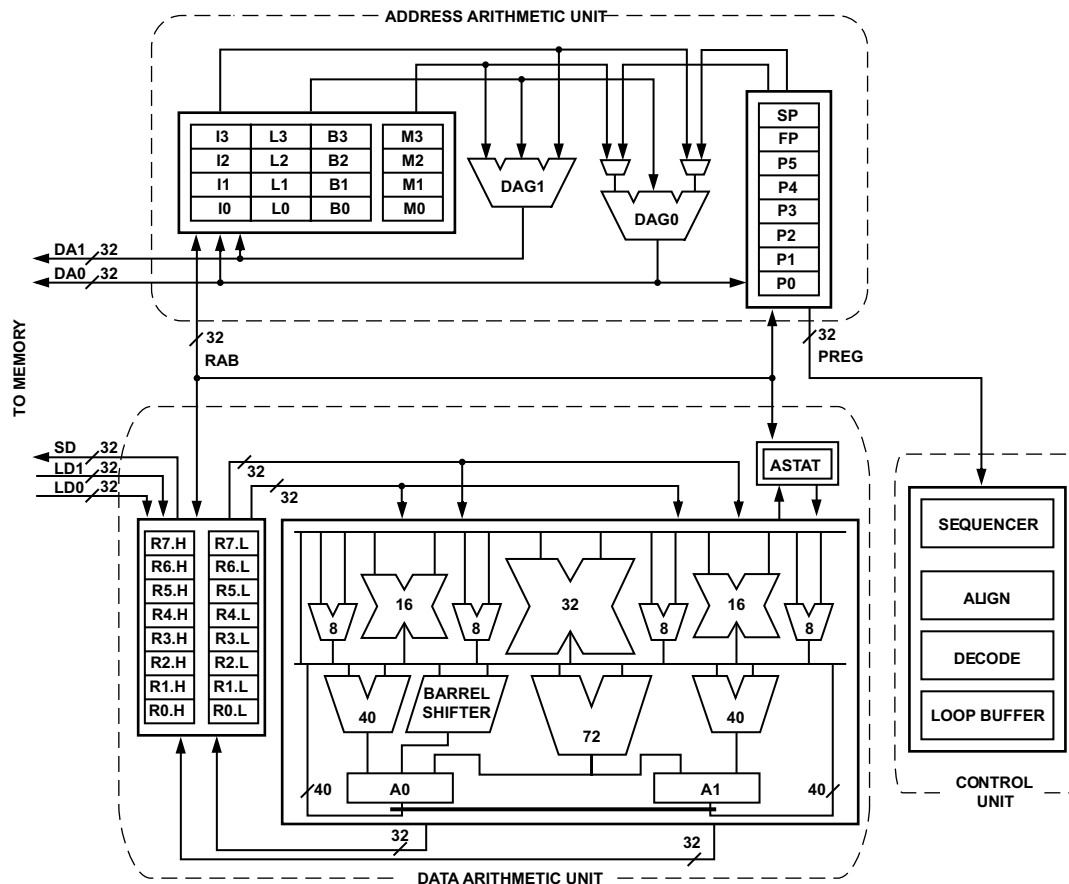 ADDRESS ARITHMETIC UNIT
I3 L3 B3 M3
I2 L2 B2 M2
I1 L1 B1 M1
I0 L0 B0 M0
DAG1
DAG0
SP
FP
P5
P4
P3
P2
P1
P0
DA1 32
DA0 32
TO MEMORY
32
RAB
32
PREG
SD 32
LD1 32
LD0 32
32
32
ASTAT
R7.H R7.L
R6.H R6.L
R5.H R5.L
R4.H R4.L
R3.H R3.L
R2.H R2.L
R1.H R1.L
R0.H R0.L
8 16 8 32 8 16 8
40
BARREL
SHIFTER
72
40
40 A0 A1 40
32
32
DATA ARITHMETIC UNIT
SEQUENCER
ALIGN
DECODE
LOOP BUFFER
CONTROL
UNIT